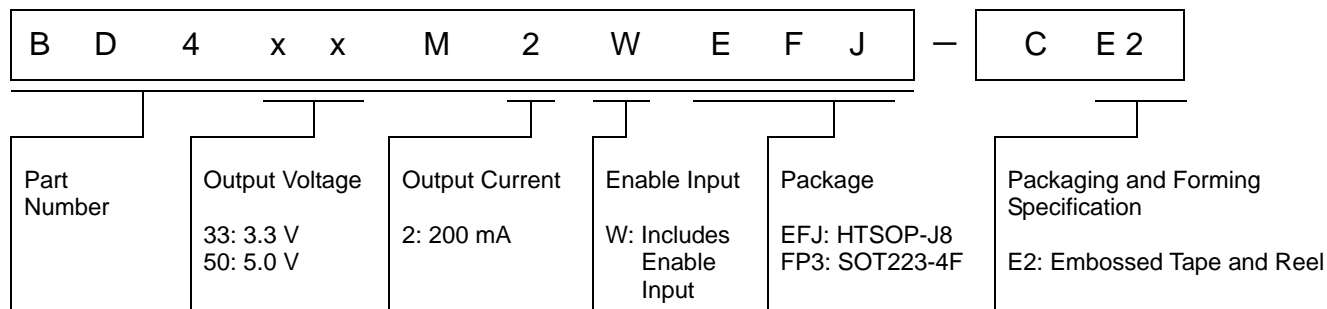 B D 4 x x M 2 W E F J – C E 2
Part
Number
Output Voltage
33: 3.3 V
50: 5.0 V
Output Current
2: 200 mA
Enable Input
W: Includes
Enable
Input
Package
EFJ: HTSOP-J8
FP3: SOT223-4F
Packaging and Forming
Specification
E2: Embossed Tape and Reel